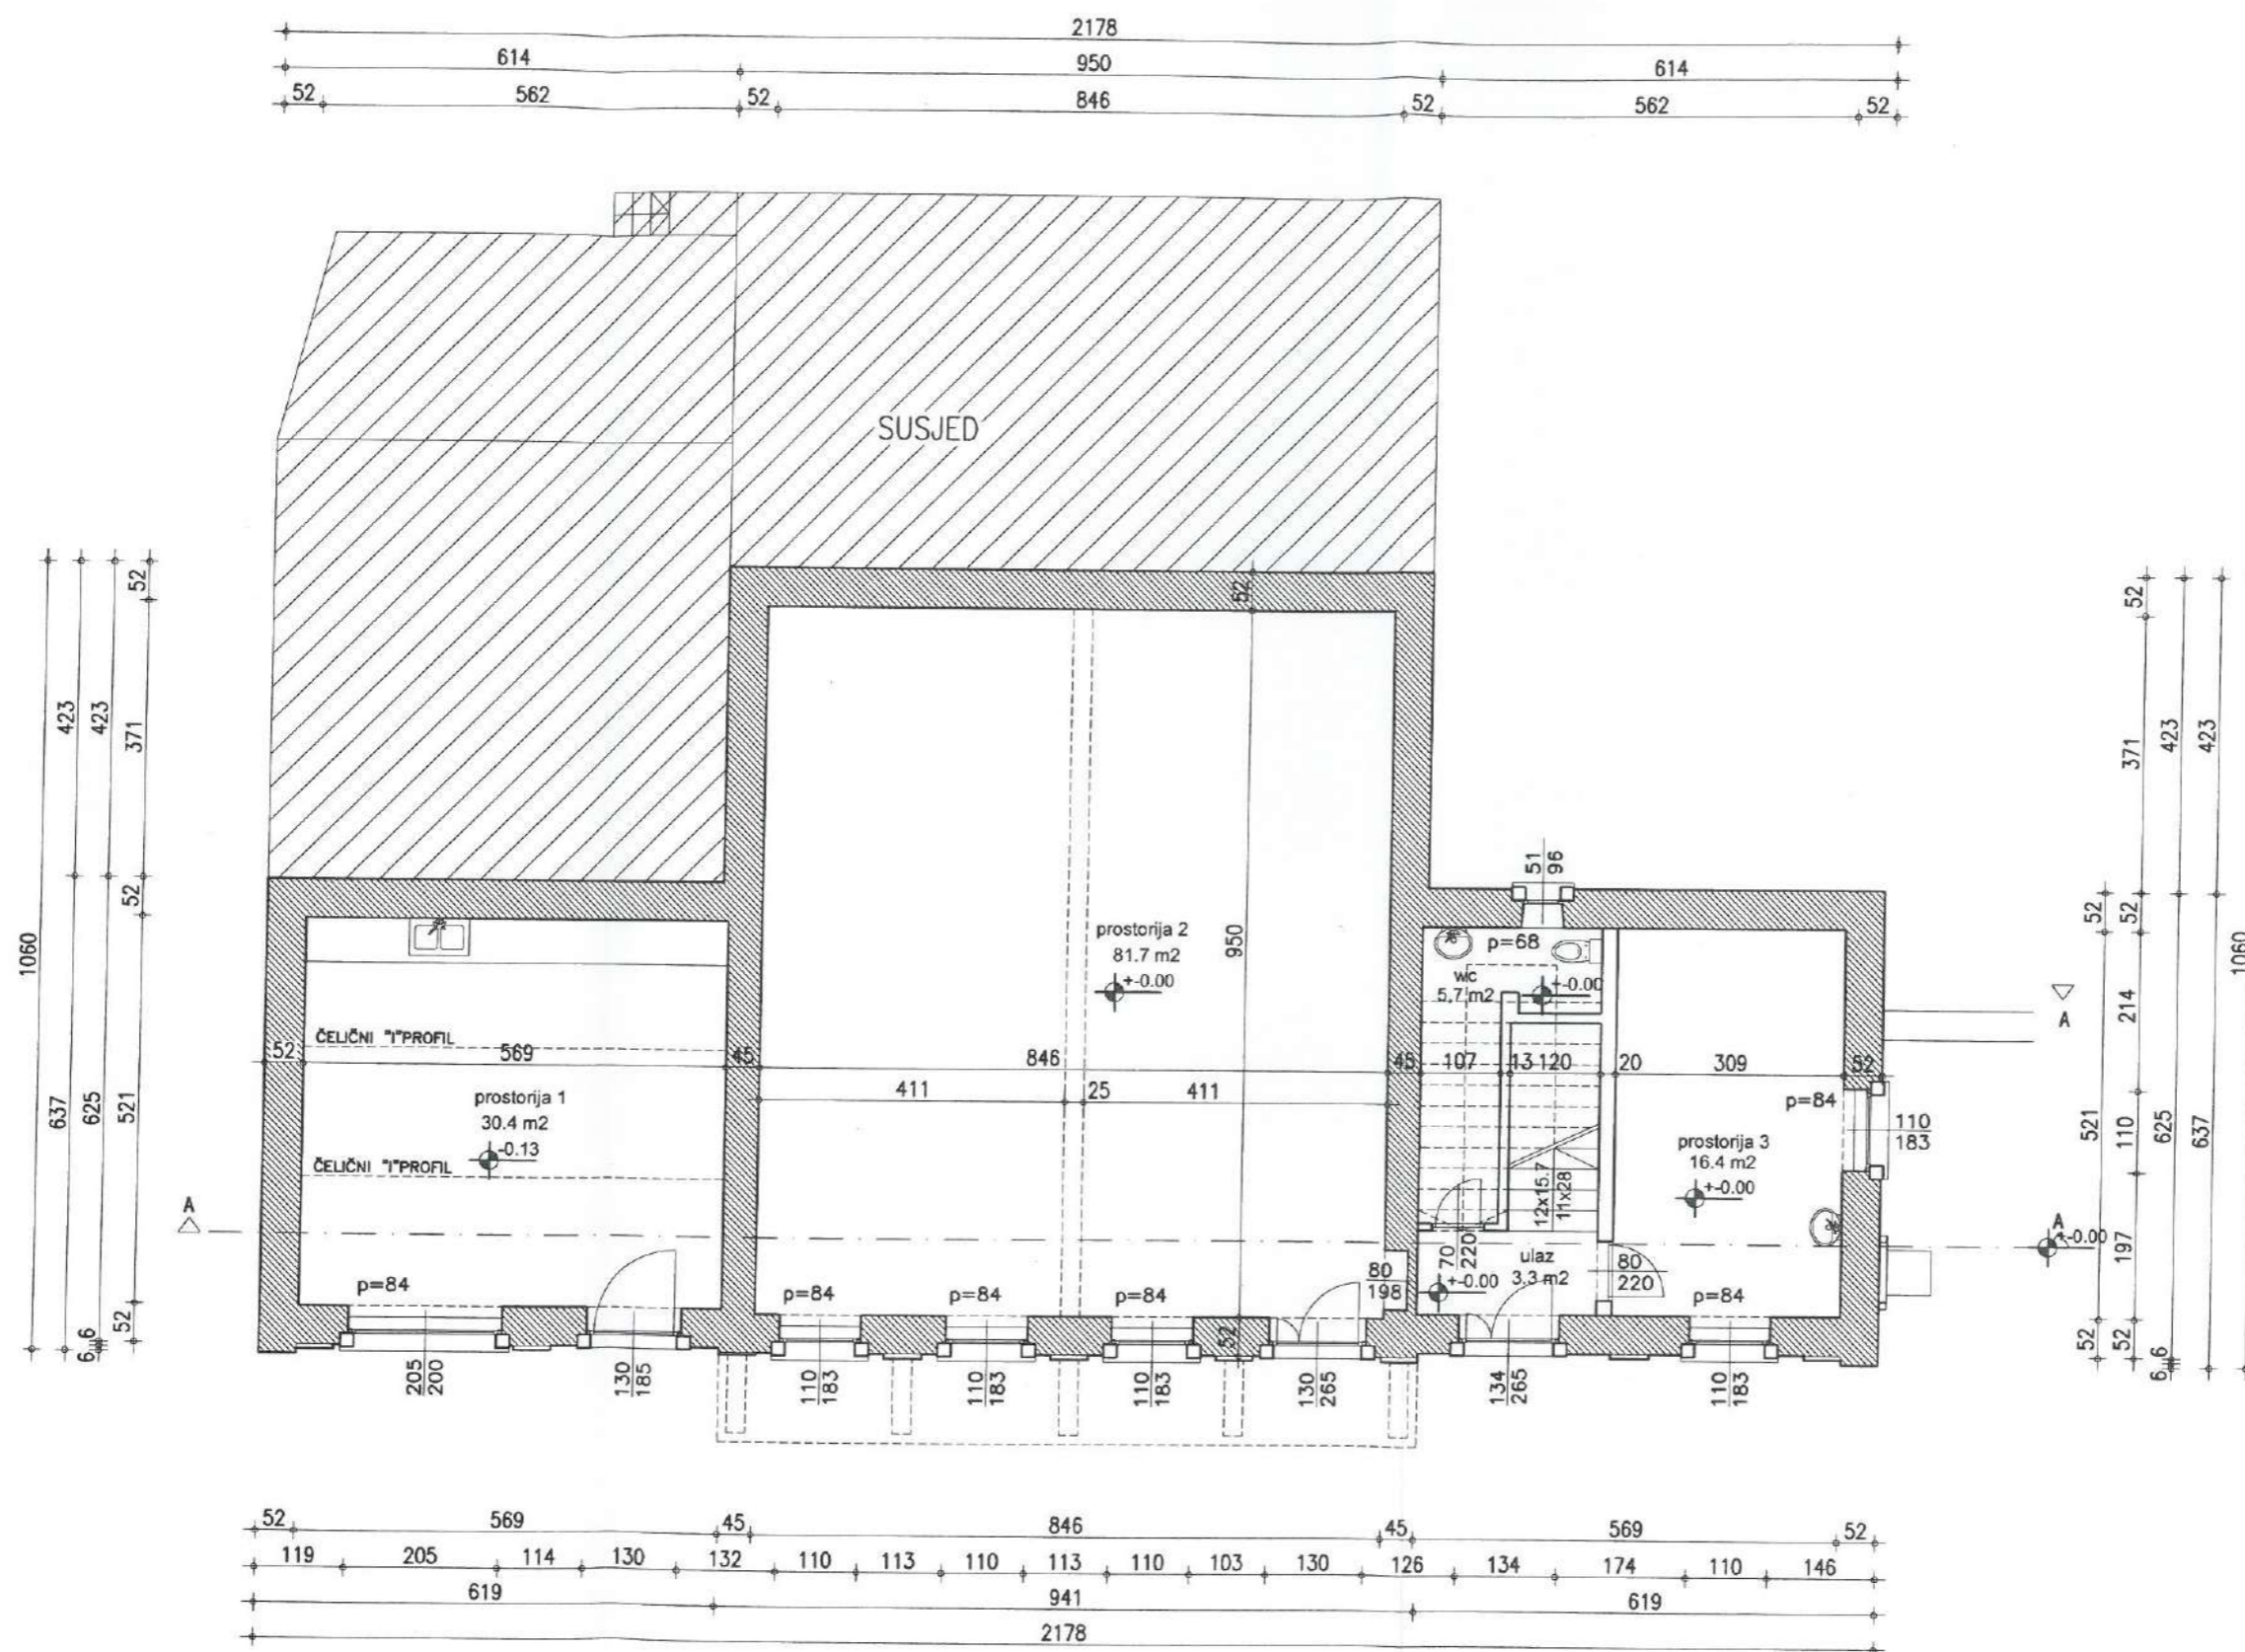 2178
614 950 614
52 562 52 846 52 562 52
SUSJED
52
423
423
371
52
1060
637
625
521
52
6
6
52
371
423
423
52
52
1060
214
521
110
625
637
197
52
52
6
6
52
950
52
51
96
prostorija 2
81.7 m2
+-0.00
p=68
wc
5,7 m2
+-0.00
ČELIČNI "I"PROFIL
52 569 45 846 45 107 13 120 20 309 52
411 25 411
prostorija 1
30.4 m2
-0.13
ČELIČNI "I"PROFIL
p=84
110
183
prostorija 3
16.4 m2
+-0.00
12x15.7
11x28
A
A
A
+-0.00
70
220
ulaz
3,3 m2
+-0.00
80
220
80
198
p=84
p=84
p=84
p=84
p=84
205
200
130
185
110
183
110
183
110
183
130
265
134
265
110
183
52 569 45 846 45 569 52
119 205 114 130 132 110 113 110 113 110 103 130 126 134 174 110 146
619 941 619
2178